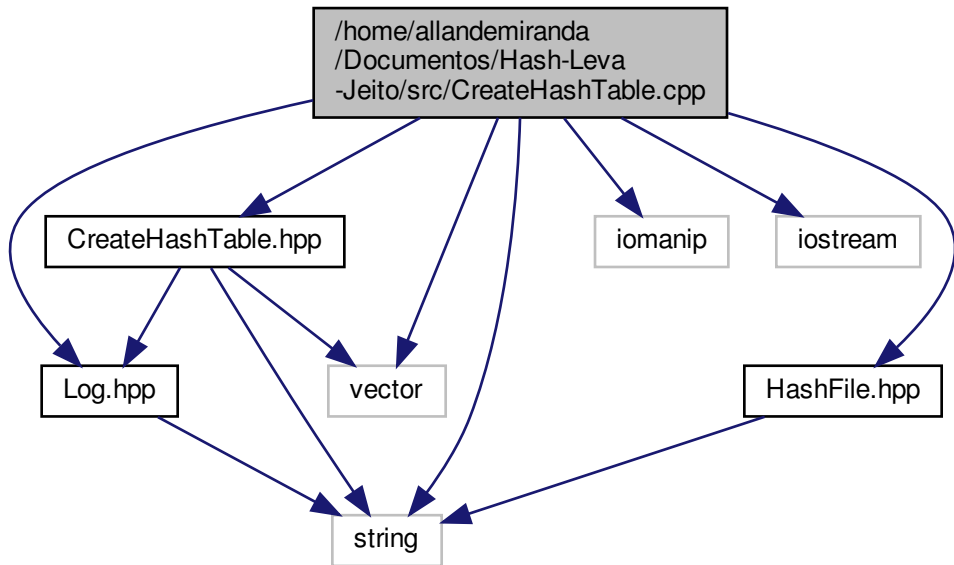 /home/allandemiranda
/Documentos/Hash-Leva
-Jeito/src/CreateHashTable.cpp
CreateHashTable.hpp
iomanip
iostream
Log.hpp
vector
HashFile.hpp
string